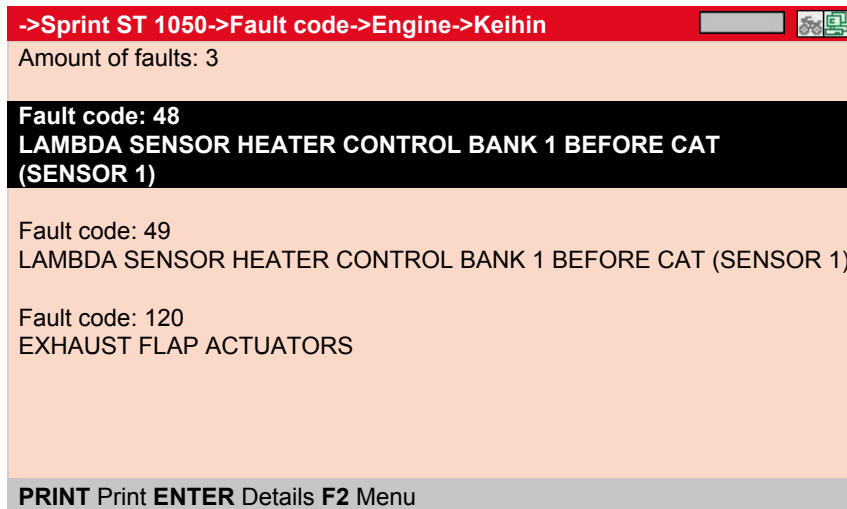 ->Sprint ST 1050->Fault code->Engine->Keihin
Amount of faults: 3
Fault code: 48
LAMBDA SENSOR HEATER CONTROL BANK 1 BEFORE CAT
(SENSOR 1)
Fault code: 49
LAMBDA SENSOR HEATER CONTROL BANK 1 BEFORE CAT (SENSOR 1)
Fault code: 120
EXHAUST FLAP ACTUATORS
PRINT Print ENTER Details F2 Menu